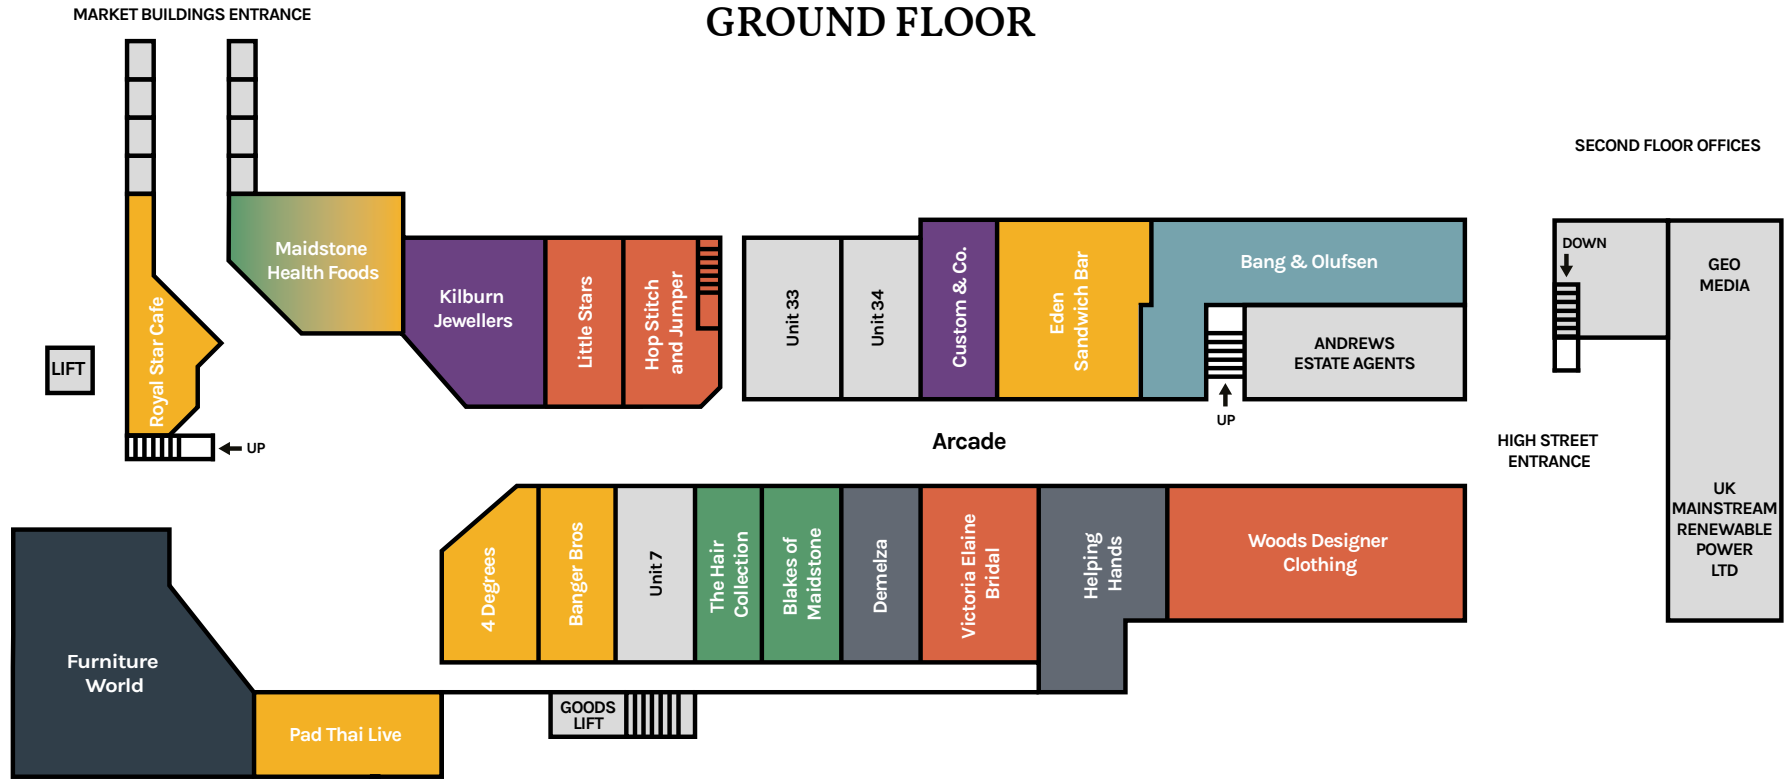 MARKET BUILDINGS ENTRANCE
GROUND FLOOR
SECOND FLOOR OFFICES
Maidstone
Health Foods
Kilburn
Jewellers
Little Stars
Hop Stitch
and Jumper
Unit 33
Unit 34
Custom & Co.
Eden
Sandwich Bar
Bang & Olufsen
ANDREWS
ESTATE AGENTS
DOWN
GEO
MEDIA
LIFT
Royal Star Cafe
UP
UP
Arcade
HIGH STREET
ENTRANCE
UK
MAINSTREAM
RENEWABLE
POWER
LTD
4 Degrees
Banger Bros
Unit 7
The Hair
Collection
Blakes of
Maidstone
Demelza
Victoria Elaine
Bridal
Helping
Hands
Woods Designer
Clothing
Furniture
World
Pad Thai Live
GOODS
LIFT